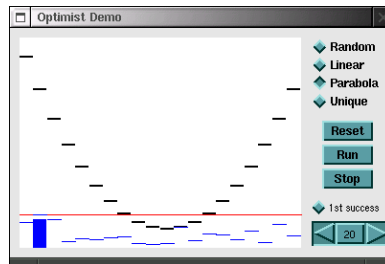 Optimist Demo
Random
Linear
Parabola
Unique
Reset
Run
Stop
1st success
20